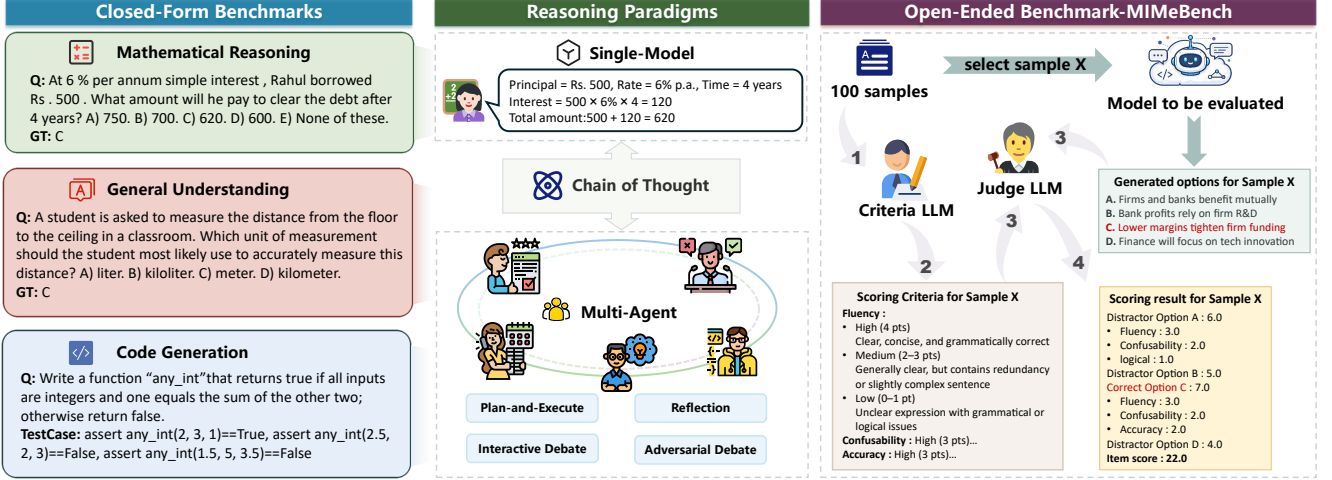 Closed-Form Benchmarks
Mathematical Reasoning
Q: At 6 % per annum simple interest , Rahul borrowed
Rs . 500 . What amount will he pay to clear the debt after
4 years? A) 750. B) 700. C) 620. D) 600. E) None of these.
GT: C
A
General Understanding
Q: A student is asked to measure the distance from the floor
to the ceiling in a classroom. Which unit of measurement
should the student most likely use to accurately measure this
distance? A) liter. B) kiloliter. C) meter. D) kilometer.
GT: C
</>
Code Generation
Q: Write a function “any_int”that returns true if all inputs
are integers and one equals the sum of the other two;
otherwise return false.
TestCase: assert any_int(2, 3, 1)==True, assert any_int(2.5,
2, 3)==False, assert any_int(1.5, 5, 3.5)==False
Reasoning Paradigms
Single-Model
Principal = Rs. 500, Rate = 6% p.a., Time = 4 years
Interest = 500 × 6% × 4 = 120
Total amount:500 + 120 = 620
Chain of Thought
Multi-Agent
Plan-and-Execute
Reflection
Interactive Debate
Adversarial Debate
Open-Ended Benchmark-MIMeBench
A
100 samples
select sample X
Model to be evaluated
1
Criteria LLM
Judge LLM
3
2
3
4
Generated options for Sample X
A. Firms and banks benefit mutually
B. Bank profits rely on firm R&D
C. Lower margins tighten firm funding
D. Finance will focus on tech innovation
Scoring Criteria for Sample X
Fluency :
• High (4 pts)
Clear, concise, and grammatically correct
• Medium (2–3 pts)
Generally clear, but contains redundancy
or slightly complex sentence
• Low (0–1 pt)
Unclear expression with grammatical or
logical issues
Confusability : High (3 pts)...
Accuracy : High (3 pts)...
Scoring result for Sample X
Distractor Option A : 6.0
• Fluency : 3.0
• Confusability : 2.0
• logical : 1.0
Distractor Option B : 5.0
Correct Option C : 7.0
• Fluency : 3.0
• Confusability : 2.0
• Accuracy : 2.0
Distractor Option D : 4.0
Item score : 22.0